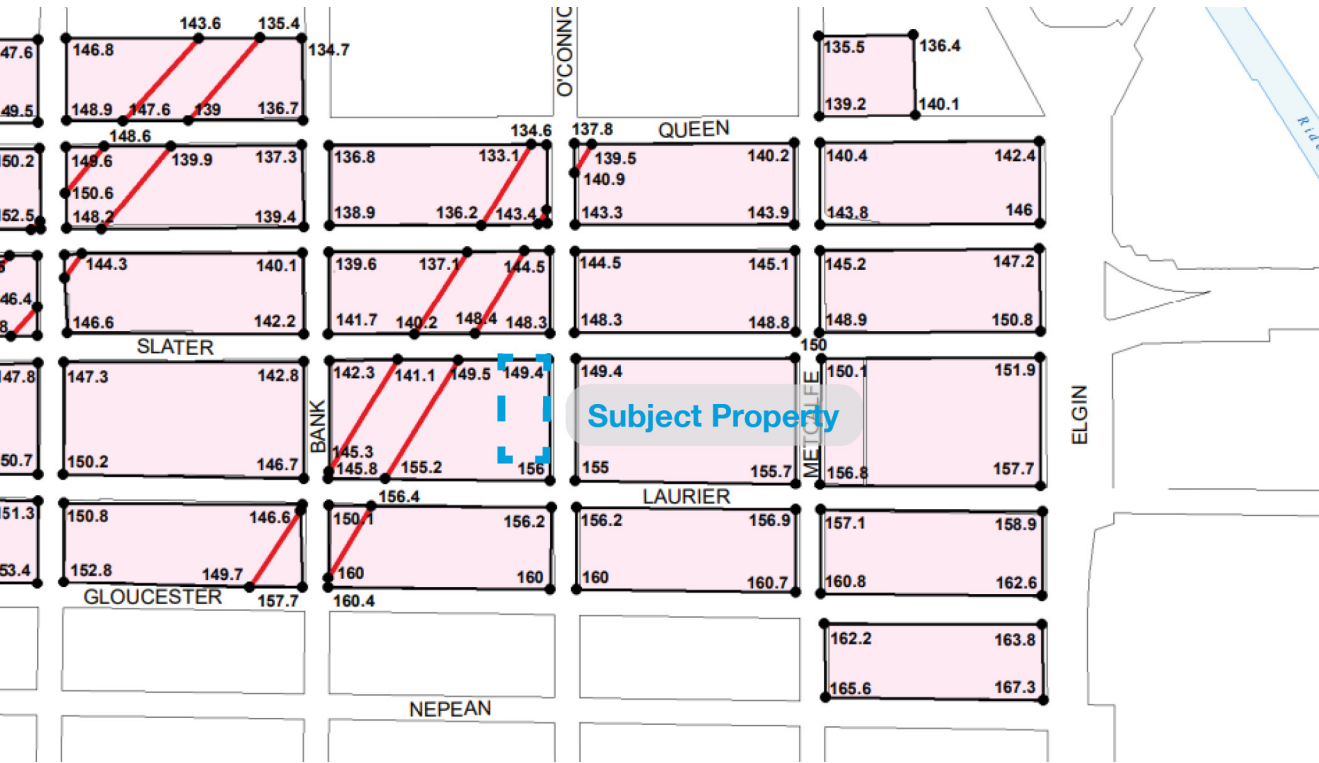 143.6 135.4
47.6 146.8 134.7 O'CONNO 135.5 136.4
49.5 148.9 147.6 139 136.7 139.2 140.1
148.6 134.6 137.8 QUEEN
50.2 149.6 139.9 137.3 136.8 133.1 139.5 140.2 140.4 142.4
150.6 140.9
52.5 148.2 139.4 138.9 136.2 143.4 143.3 143.9 143.8 146
144.3 140.1 139.6 137.1 144.5 144.5 145.1 145.2 147.2
46.4
8 146.6 142.2 141.7 140.2 148.4 148.3 148.3 148.8 148.9 150.8
SLATER 150
47.8 147.3 142.8 142.3 141.1 149.5 149.4 149.4 150.1 151.9
BANK Subject Property METCALFE ELGIN
145.3
50.7 150.2 146.7 145.8 155.2 156 155 155.7 156.8 157.7
156.4 LAURIER
51.3 150.8 146.6 150.1 156.2 156.2 156.9 157.1 158.9
53.4 152.8 149.7 160 160 160 160.7 160.8 162.6
GLOUCESTER 157.7 160.4
162.2 163.8
165.6 167.3
NEPEAN